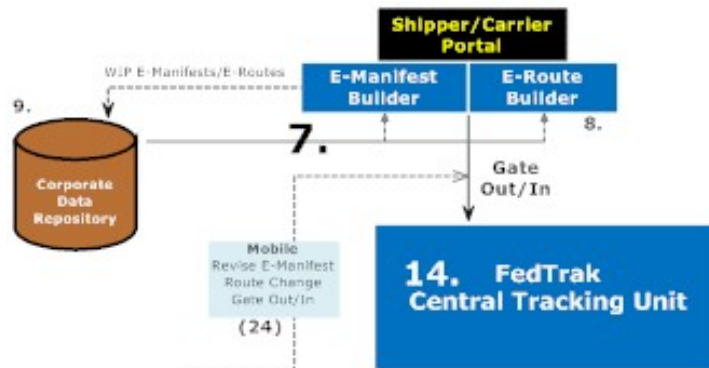 Shipper/Carrier
Portal
WIP E-Manifests/E-Routes
E-Manifest
Builder
E-Route
Builder
9.
8.
7.
Corporate
Data
Repository
Gate
Out/In
Mobile
Revise E-Manifest
Route Change
Gate Out/In
(24)
14. FedTrak
Central Tracking Unit